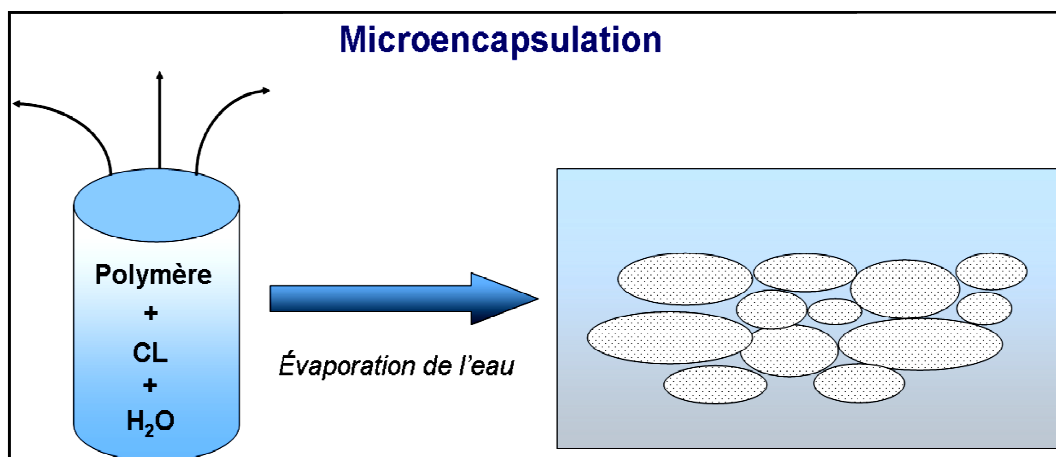 Microencapsulation
Polymère
+
CL
+
H₂O
Évaporation de l'eau